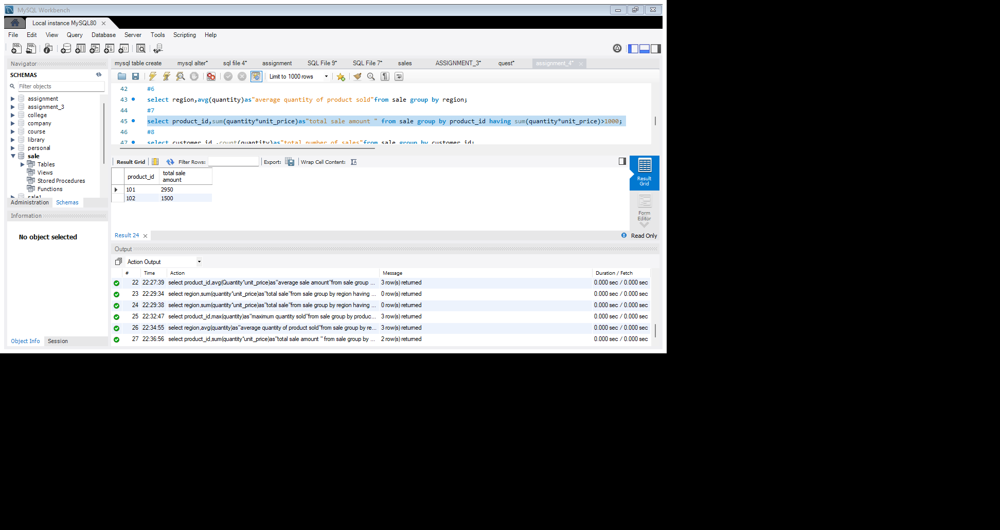 MySQL Workbench
Local instance MySQL80
File Edit View Query Database Server Tools Scripting Help
Navigator
SCHEMAS
Filter objects
assignment
assignment_3
college
company
course
library
personal
sale
Tables
Views
Stored Procedures
Functions
sale1
Administration Schemas
Information
No object selected
Object Info Session
mysql table create mysql alter* sql file 4* assignment SQL File 9* SQL File 7* sales ASSIGNMENT_3* quest* assignment_4*
Limit to 1000 rows
42 #6
43 select region,avg(quantity)as"average quantity of product sold"from sale group by region;
44 #7
45 select product_id,sum(quantity*unit_price)as"total sale amount " from sale group by product_id having sum(quantity*unit_price)>1000;
46 #8
47 select customer_id ,count(quantity)as"total number of sales"from sale group by customer_id;
Result Grid Filter Rows: Export: Wrap Cell Content:
product_id total sale amount
101 2950
102 1500
Result Grid
Form Editor
Result 24
Read Only
Output
Action Output
# Time Action Message Duration / Fetch
22 22:27:39 select product_id,avg(Quantity*unit_price)as"average sale amount"from sale group ... 3 row(s) returned 0.000 sec / 0.000 sec
23 22:29:34 select region,sum(quantity*unit_price)as"total sale"from sale group by region having ... 0 row(s) returned 0.000 sec / 0.000 sec
24 22:29:38 select region,sum(quantity*unit_price)as"total sale"from sale group by region having ... 0 row(s) returned 0.000 sec / 0.000 sec
25 22:32:47 select product_id,max(quantity)as"maximum quantity sold"from sale group by produc... 3 row(s) returned 0.000 sec / 0.000 sec
26 22:34:55 select region,avg(quantity)as"average quantity of product sold"from sale group by re... 3 row(s) returned 0.000 sec / 0.000 sec
27 22:36:56 select product_id,sum(quantity*unit_price)as"total sale amount " from sale group by ... 2 row(s) returned 0.000 sec / 0.000 sec